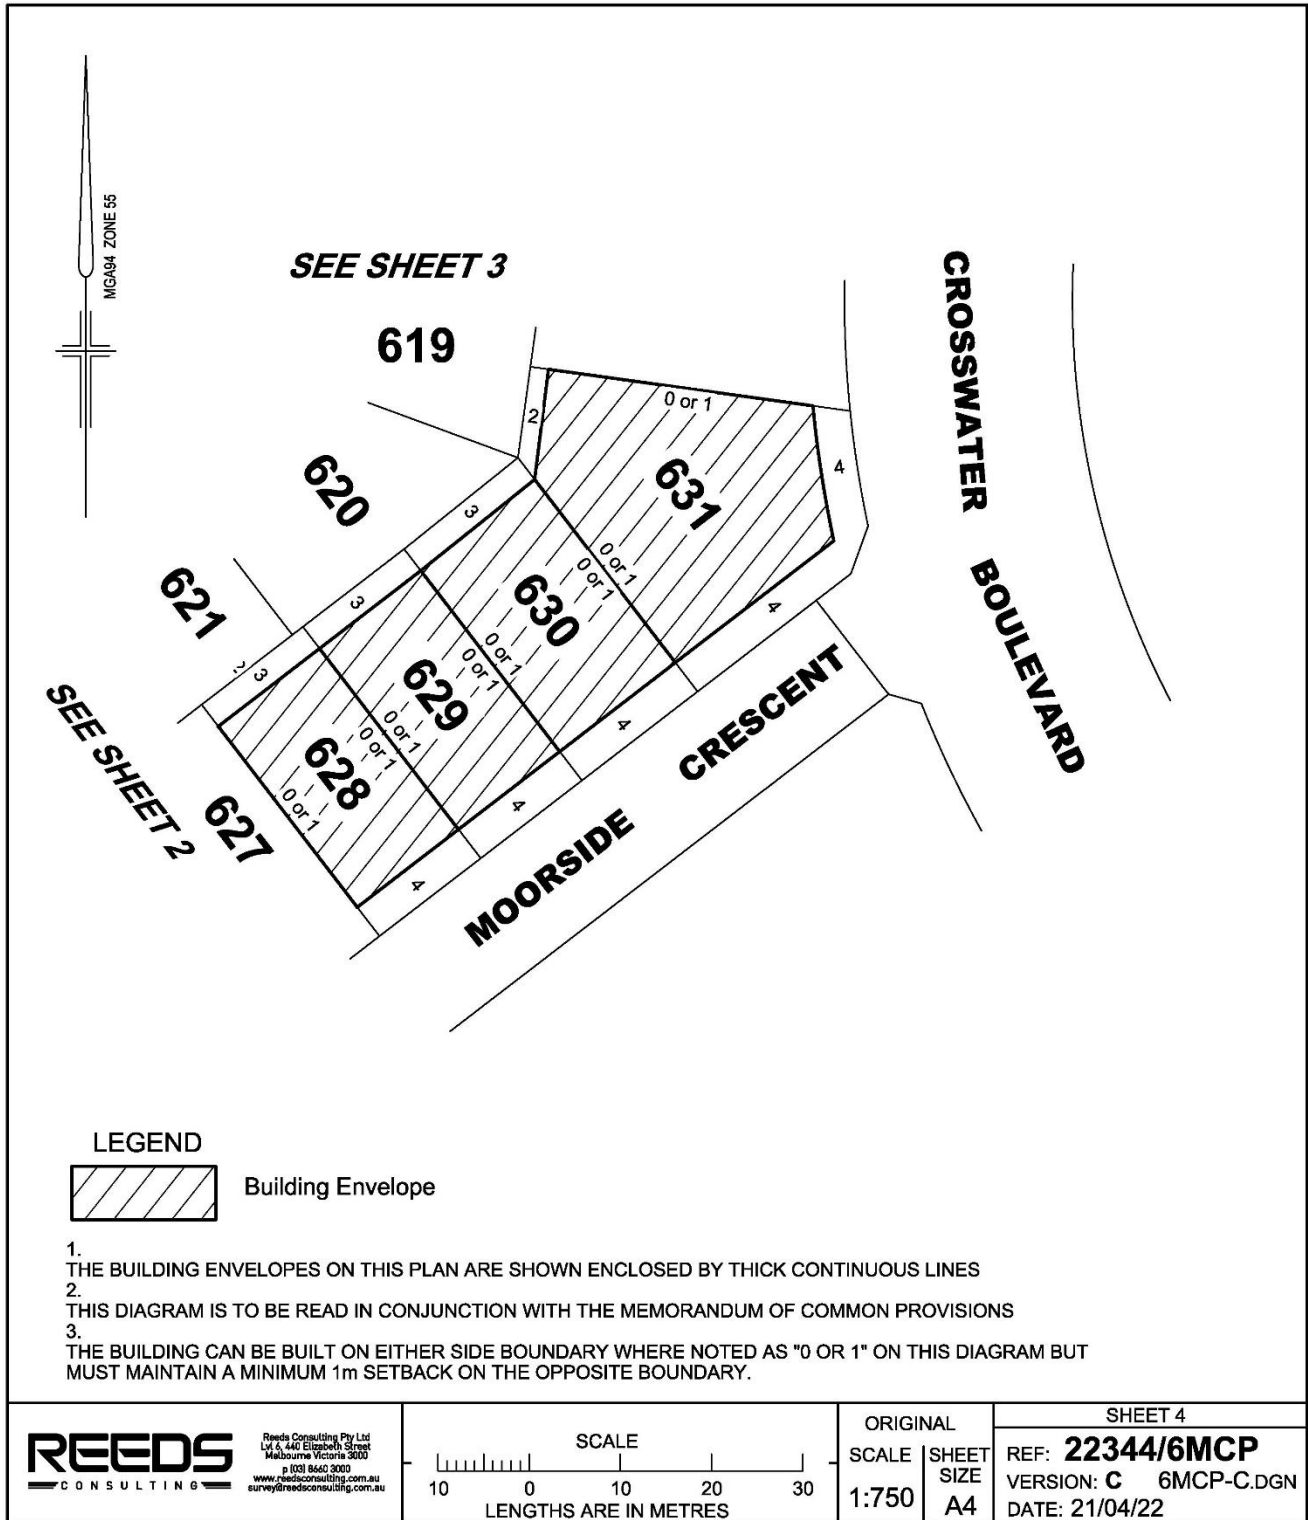 MGA94 ZONE 55
SEE SHEET 3
619
CROSSWATER BOULEVARD
0 or 1
2
4
631
620
3
0 or 1
0 or 1
4
630
621
3
0 or 1
0 or 1
4
629
2
3
0 or 1
0 or 1
4
628
0 or 1
4
SEE SHEET 2
627
MOORSIDE CRESCENT
LEGEND
Building Envelope
1.
THE BUILDING ENVELOPES ON THIS PLAN ARE SHOWN ENCLOSED BY THICK CONTINUOUS LINES
2.
THIS DIAGRAM IS TO BE READ IN CONJUNCTION WITH THE MEMORANDUM OF COMMON PROVISIONS
3.
THE BUILDING CAN BE BUILT ON EITHER SIDE BOUNDARY WHERE NOTED AS "0 OR 1" ON THIS DIAGRAM BUT
MUST MAINTAIN A MINIMUM 1m SETBACK ON THE OPPOSITE BOUNDARY.
REEDS
CONSULTING
Reeds Consulting Pty Ltd
Lvl 6, 440 Elizabeth Street
Melbourne Victoria 3000
p (03) 8660 3000
www.reedsconsulting.com.au
survey@reedsconsulting.com.au
SCALE
10 0 10 20 30
LENGTHS ARE IN METRES
ORIGINAL
SCALE
1:750
SHEET
SIZE
A4
SHEET 4
REF: 22344/6MCP
VERSION: C 6MCP-C.DGN
DATE: 21/04/22